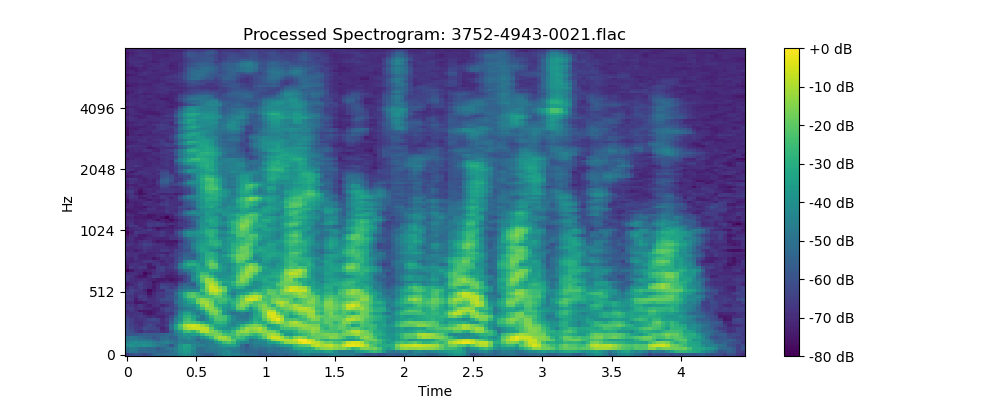 Processed Spectrogram: 3752-4943-0021.flac
Hz
4096
2048
1024
512
0
0 0.5 1 1.5 2 2.5 3 3.5 4
Time
+0 dB
-10 dB
-20 dB
-30 dB
-40 dB
-50 dB
-60 dB
-70 dB
-80 dB